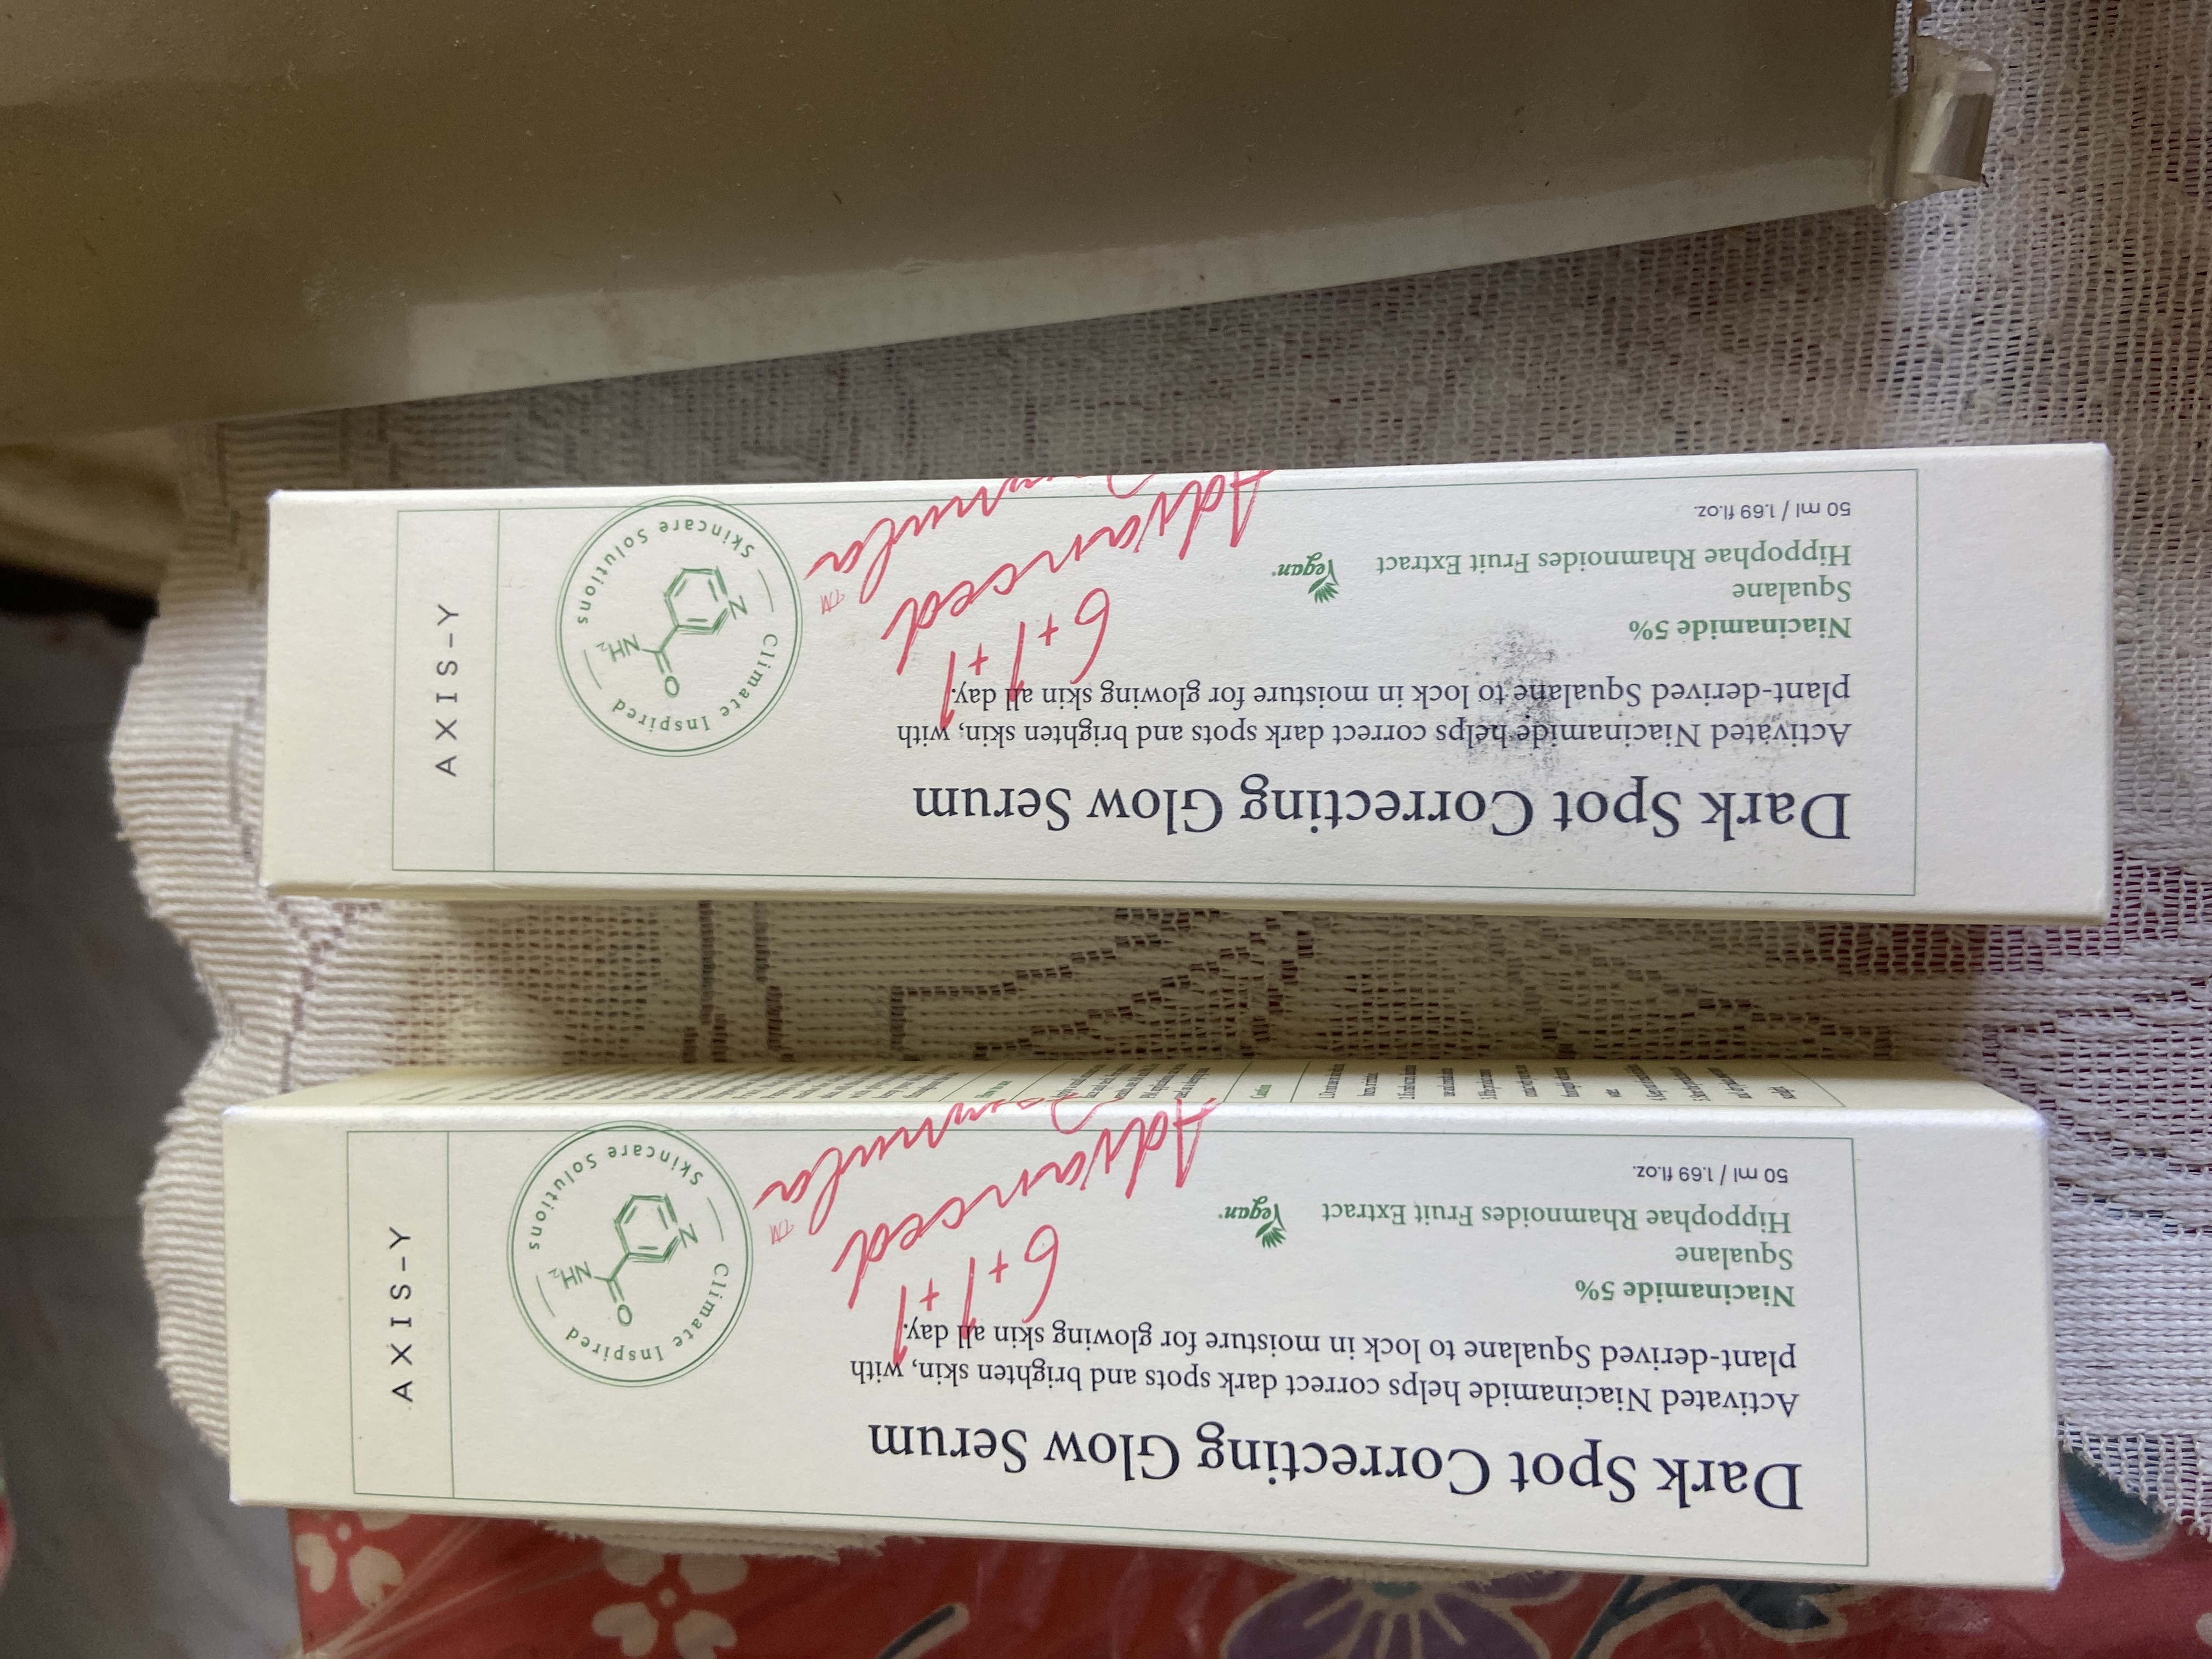 AXIS-Y
Climate Inspired
Skincare Solutions
O
NH₂
N
6+1+1
Advanced
Formula
TM
Dark Spot Correcting Glow Serum
Activated Niacinamide helps correct dark spots and brighten skin, with
plant-derived Squalane to lock in moisture for glowing skin all day.
Niacinamide 5%
Squalane
Hippophae Rhamnoides Fruit Extract
Vegan
50 ml / 1.69 fl.oz.
AXIS-Y
Climate Inspired
Skincare Solutions
O
NH₂
N
6+1+1
Advanced
Formula
TM
Dark Spot Correcting Glow Serum
Activated Niacinamide helps correct dark spots and brighten skin, with
plant-derived Squalane to lock in moisture for glowing skin all day.
Niacinamide 5%
Squalane
Hippophae Rhamnoides Fruit Extract
Vegan
50 ml / 1.69 fl.oz.